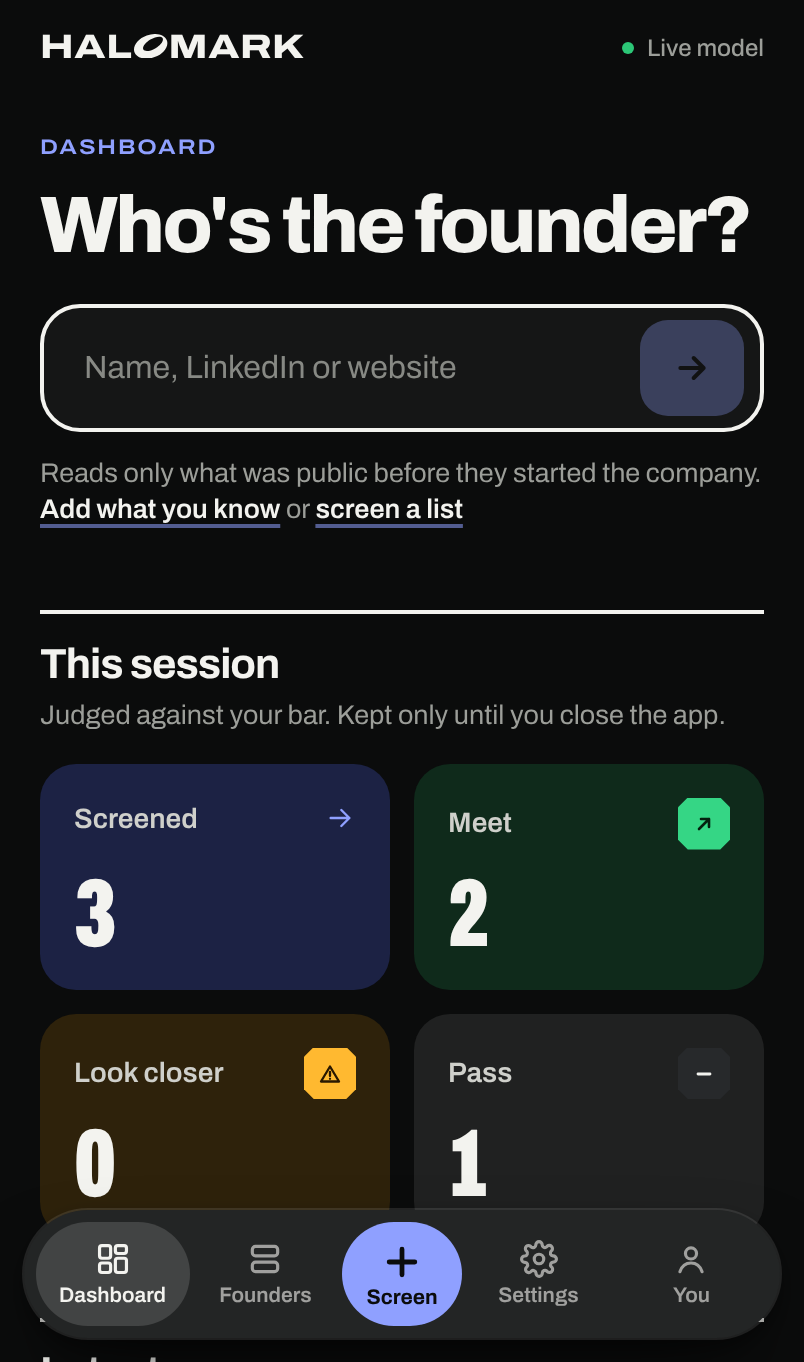 HALOMARK
Live model
DASHBOARD
Who's the founder?
Name, LinkedIn or website
Reads only what was public before they started the company.
Add what you know or screen a list
This session
Judged against your bar. Kept only until you close the app.
Screened
Meet
3
2
Look closer
Pass
0
1
Dashboard
Founders
Screen
Settings
You